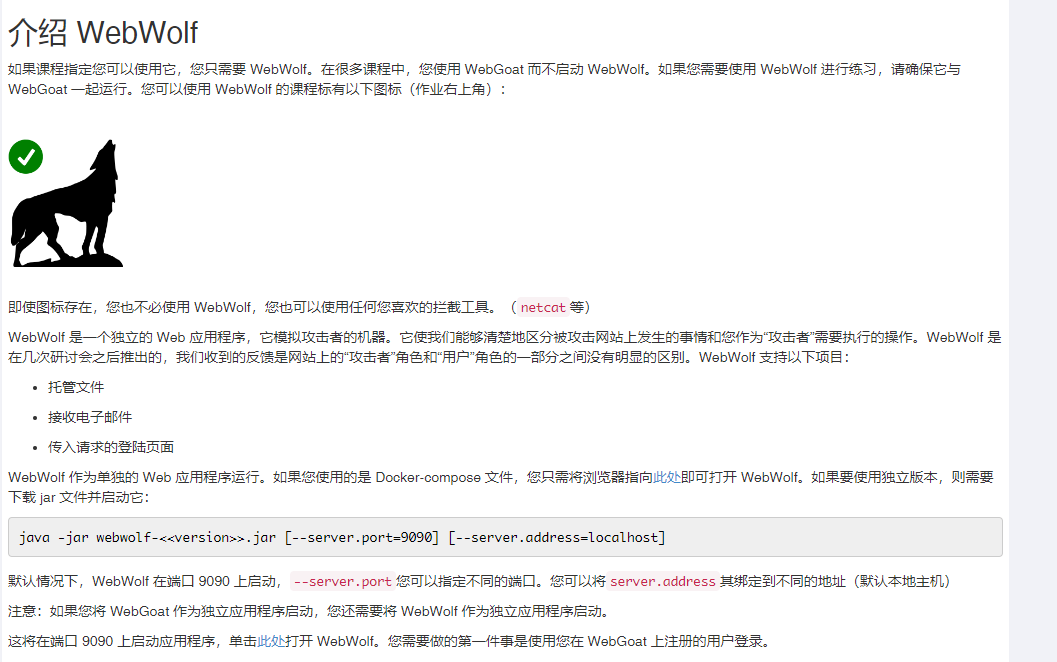 介绍 WebWolf
如果课程指定您可以使用它，您只需要 WebWolf。在很多课程中，您使用 WebGoat 而不启动 WebWolf。如果您需要使用 WebWolf 进行练习，请确保它与
WebGoat 一起运行。您可以使用 WebWolf 的课程标有以下图标（作业右上角）：
即使图标存在，您也不必使用 WebWolf，您也可以使用任何您喜欢的拦截工具。（ netcat 等）
WebWolf 是一个独立的 Web 应用程序，它模拟攻击者的机器。它使我们能够清楚地区分被攻击网站上发生的事情和您作为“攻击者”需要执行的操作。WebWolf 是
在几次研讨会之后推出的，我们收到的反馈是网站上的“攻击者”角色和“用户”角色的一部分之间没有明显的区别。WebWolf 支持以下项目：
• 托管文件
• 接收电子邮件
• 传入请求的登陆页面
WebWolf 作为单独的 Web 应用程序运行。如果您使用的是 Docker-compose 文件，您只需将浏览器指向此处即可打开 WebWolf。如果要使用独立版本，则需要
下载 jar 文件并启动它：
java -jar webwolf-<<version>>.jar [--server.port=9090] [--server.address=localhost]
默认情况下，WebWolf 在端口 9090 上启动， --server.port 您可以指定不同的端口。您可以将 server.address 其绑定到不同的地址（默认本地主机）
注意：如果您将 WebGoat 作为独立应用程序启动，您还需要将 WebWolf 作为独立应用程序启动。
这将在端口 9090 上启动应用程序，单击此处打开 WebWolf。您需要做的第一件事是使用您在 WebGoat 上注册的用户登录。